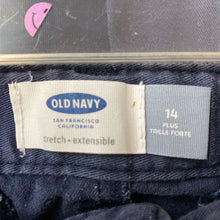 OLD NAVY
SAN FRANCISCO
CALIFORNIA
stretch • extensible
14
PLUS
TAILLE FORTE